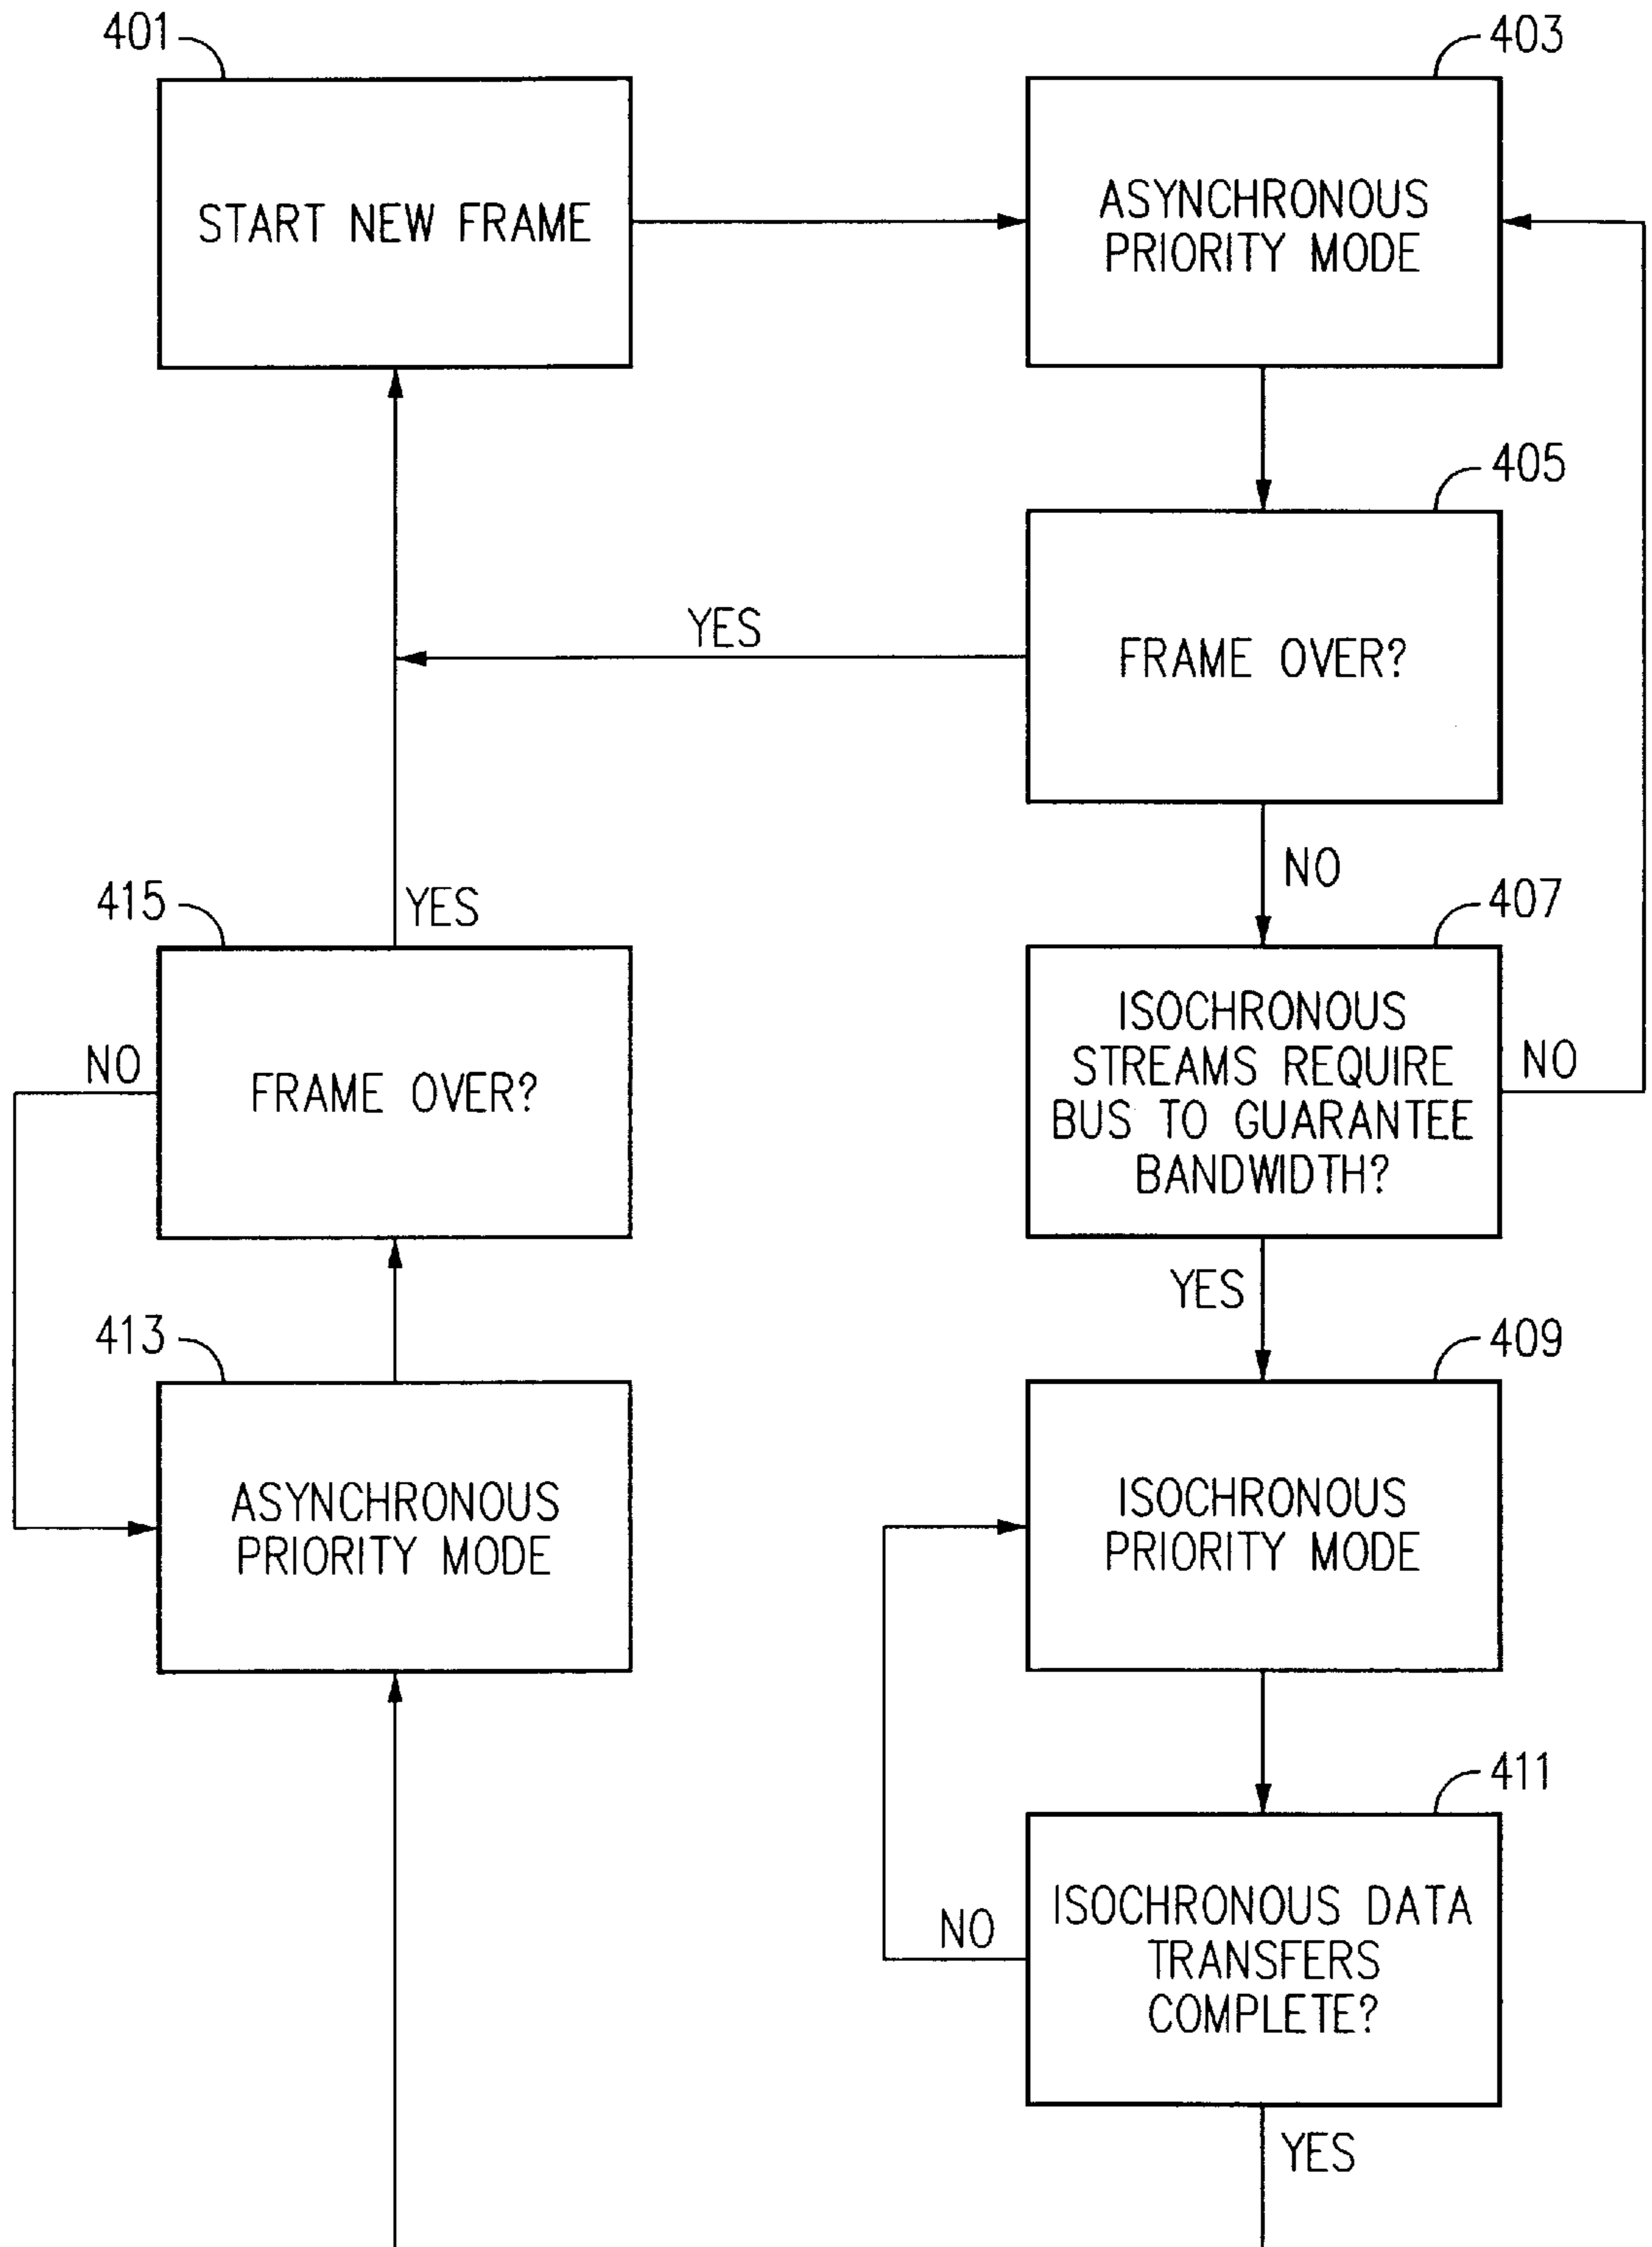 401
START NEW FRAME
403
ASYNCHRONOUS
PRIORITY MODE
405
FRAME OVER?
YES
NO
407
ISOCHRONOUS
STREAMS REQUIRE
BUS TO GUARANTEE
BANDWIDTH?
NO
YES
409
ISOCHRONOUS
PRIORITY MODE
411
ISOCHRONOUS DATA
TRANSFERS
COMPLETE?
NO
YES
413
ASYNCHRONOUS
PRIORITY MODE
415
FRAME OVER?
NO
YES